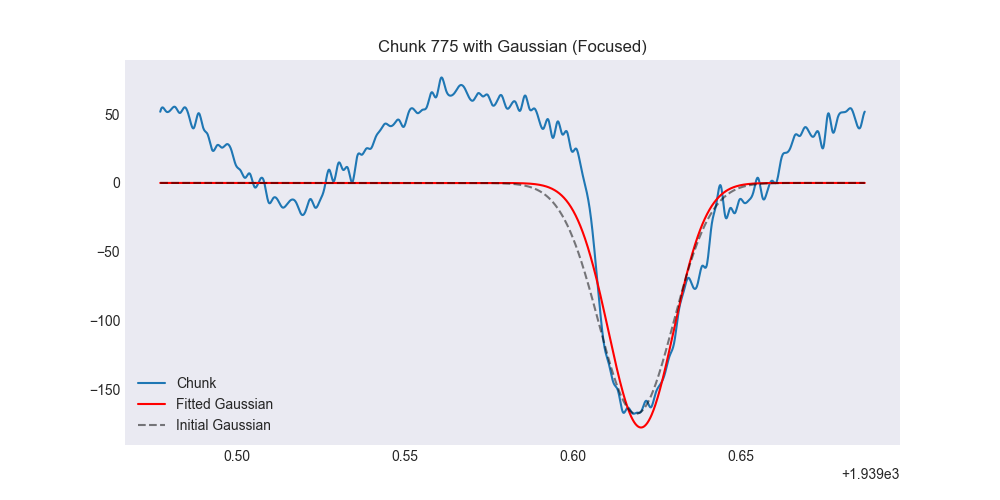 Chunk 775 with Gaussian (Focused)
50
0
−50
−100
−150
Chunk
Fitted Gaussian
Initial Gaussian
0.50 0.55 0.60 0.65
+1.939e3